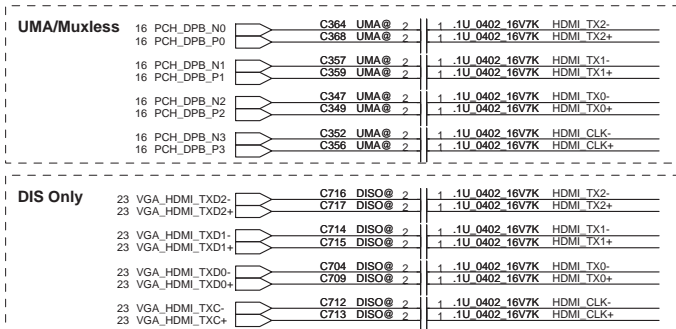 UMA/Muxless
16 PCH_DPB_N0 C364 UMA@ 2 1 .1U_0402_16V7K HDMI_TX2-
16 PCH_DPB_P0 C368 UMA@ 2 1 .1U_0402_16V7K HDMI_TX2+
16 PCH_DPB_N1 C357 UMA@ 2 1 .1U_0402_16V7K HDMI_TX1-
16 PCH_DPB_P1 C359 UMA@ 2 1 .1U_0402_16V7K HDMI_TX1+
16 PCH_DPB_N2 C347 UMA@ 2 1 .1U_0402_16V7K HDMI_TX0-
16 PCH_DPB_P2 C349 UMA@ 2 1 .1U_0402_16V7K HDMI_TX0+
16 PCH_DPB_N3 C352 UMA@ 2 1 .1U_0402_16V7K HDMI_CLK-
16 PCH_DPB_P3 C356 UMA@ 2 1 .1U_0402_16V7K HDMI_CLK+
DIS Only
23 VGA_HDMI_TXD2- C716 DISO@ 2 1 .1U_0402_16V7K HDMI_TX2-
23 VGA_HDMI_TXD2+ C717 DISO@ 2 1 .1U_0402_16V7K HDMI_TX2+
23 VGA_HDMI_TXD1- C714 DISO@ 2 1 .1U_0402_16V7K HDMI_TX1-
23 VGA_HDMI_TXD1+ C715 DISO@ 2 1 .1U_0402_16V7K HDMI_TX1+
23 VGA_HDMI_TXD0- C704 DISO@ 2 1 .1U_0402_16V7K HDMI_TX0-
23 VGA_HDMI_TXD0+ C709 DISO@ 2 1 .1U_0402_16V7K HDMI_TX0+
23 VGA_HDMI_TXC- C712 DISO@ 2 1 .1U_0402_16V7K HDMI_CLK-
23 VGA_HDMI_TXC+ C713 DISO@ 2 1 .1U_0402_16V7K HDMI_CLK+